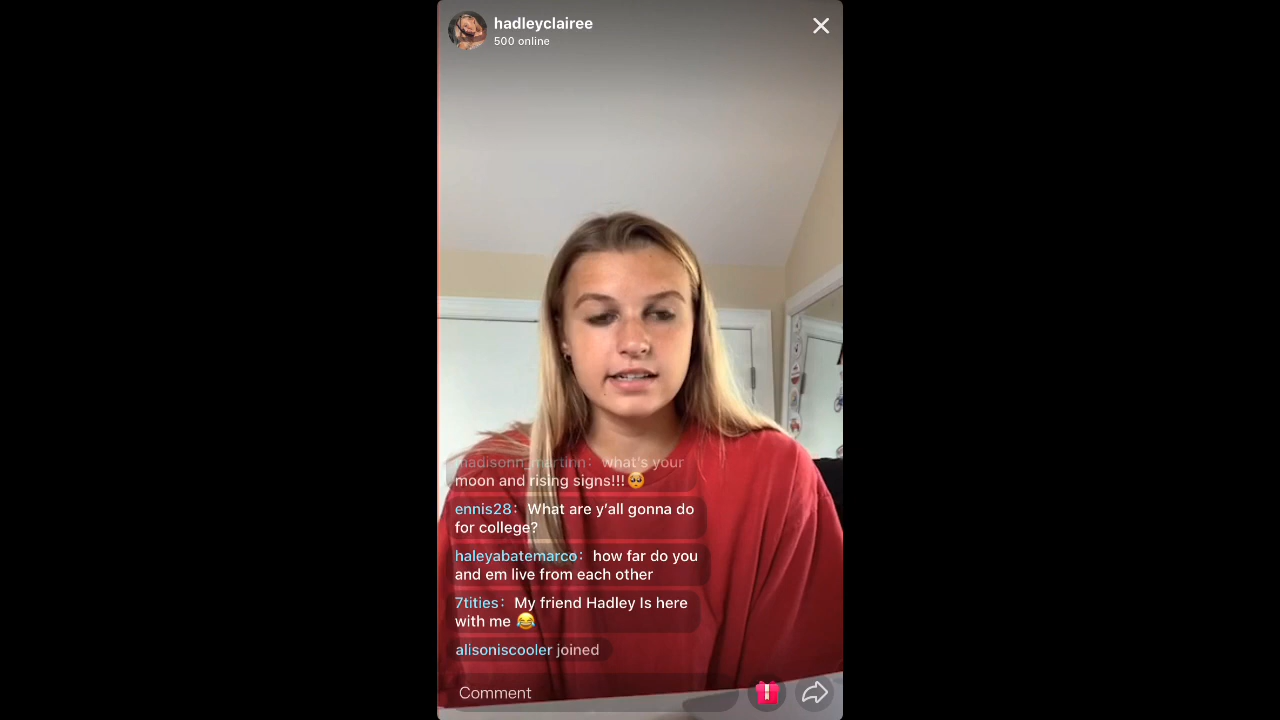 hadleyclairee
500 online
madisonn_martinn: what's your
moon and rising signs!!!🥺
ennis28: What are y'all gonna do
for college?
haleyabatemarco: how far do you
and em live from each other
7tities: My friend Hadley Is here
with me 😂
alisoniscooler joined
Comment